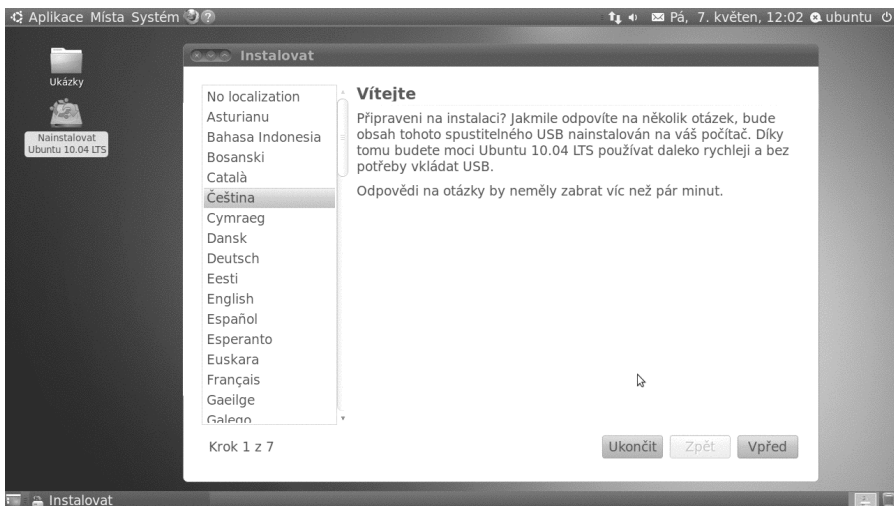 Aplikace Místa Systém
Pá, 7. květen, 12:02 ubuntu
Ukázky
Nainstalovat
Ubuntu 10.04 LTS
Instalovat
No localization
Asturianu
Bahasa Indonesia
Bosanski
Català
Čeština
Cymraeg
Dansk
Deutsch
Eesti
English
Español
Esperanto
Euskara
Français
Gaeilge
Galego
Vítejte
Připraveni na instalaci? Jakmile odpovíte na několik otázek, bude
obsah tohoto spustitelného USB nainstalován na váš počítač. Díky
tomu budete moci Ubuntu 10.04 LTS používat daleko rychleji a bez
potřeby vkládat USB.
Odpovědi na otázky by neměly zabrat víc než pár minut.
Krok 1 z 7
Ukončit
Zpět
Vpřed
Instalovat